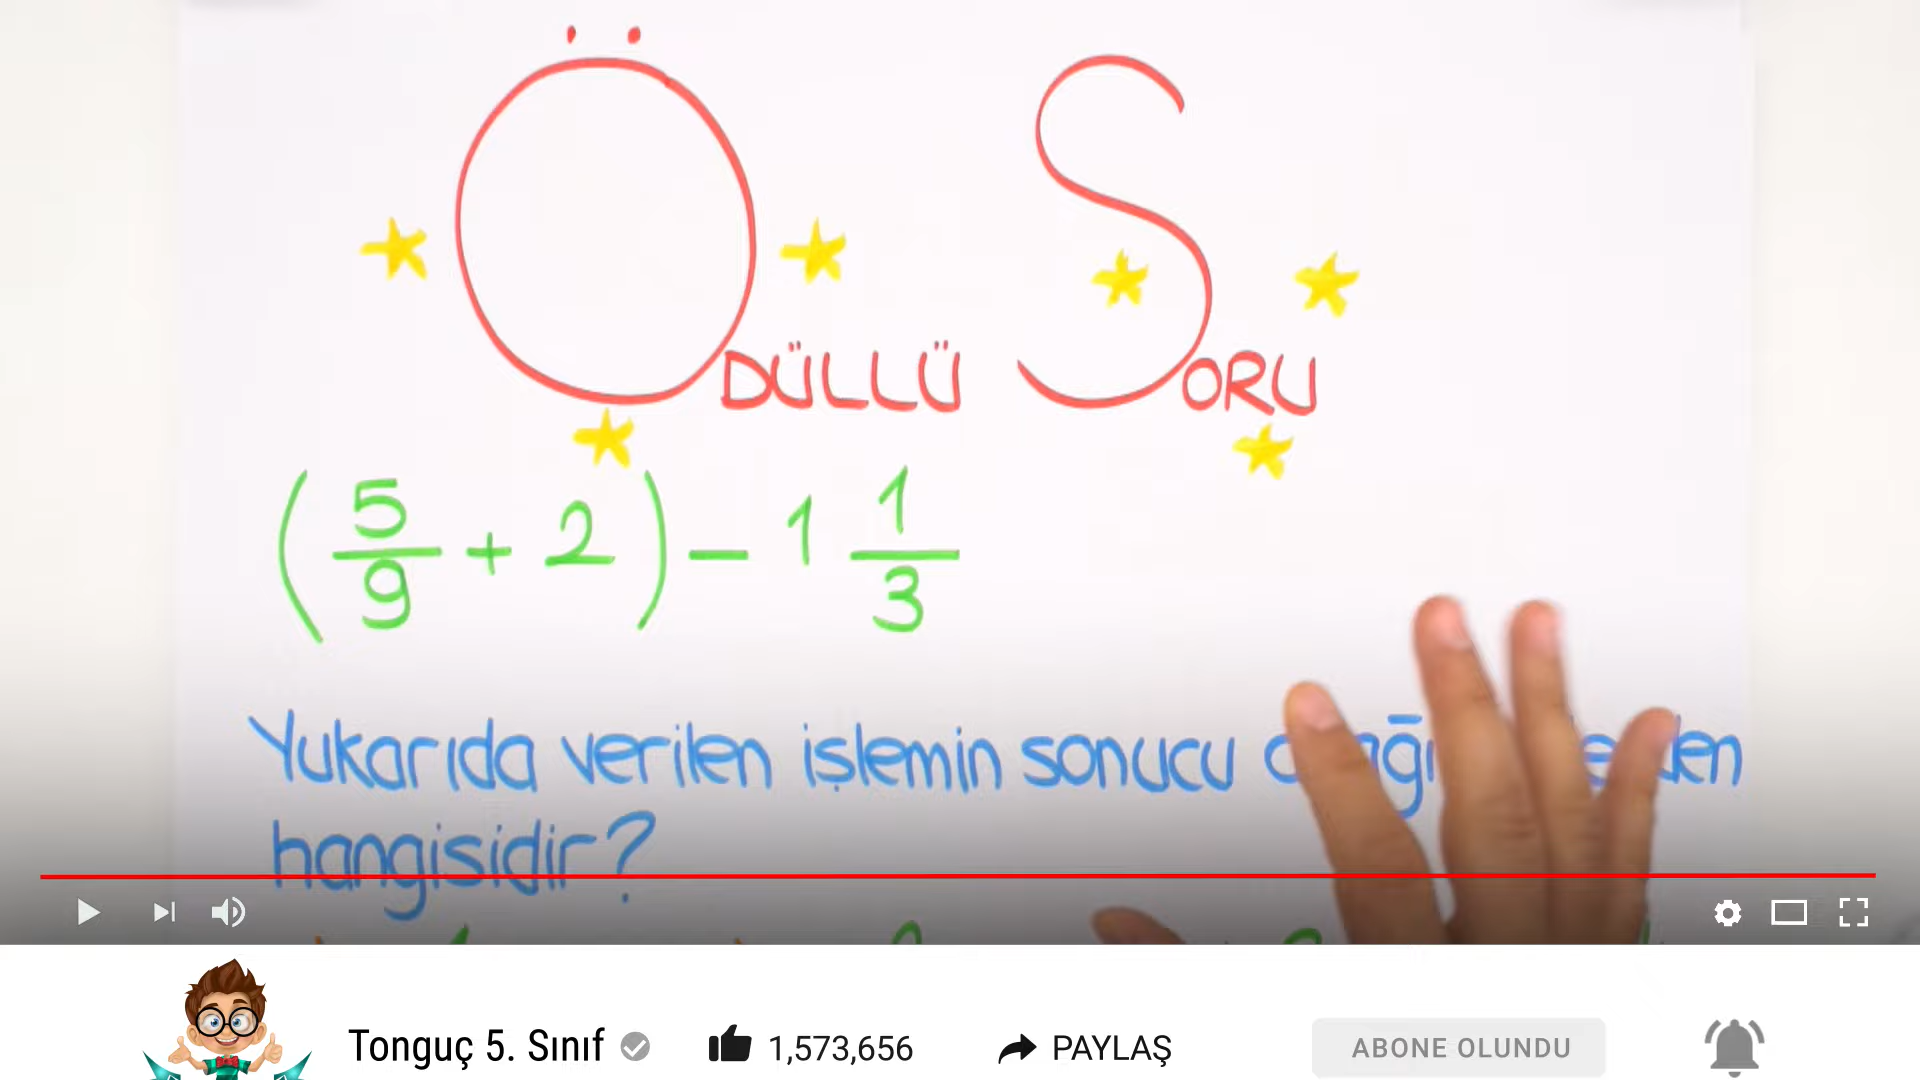 ÖDÜLLÜ SORU
(5/9 + 2) - 1 1/3
Yukarıda verilen işlemin sonucu
hangisidir?
Tonguç 5. Sınıf
1,573,656
PAYLAŞ
ABONE OLUNDU